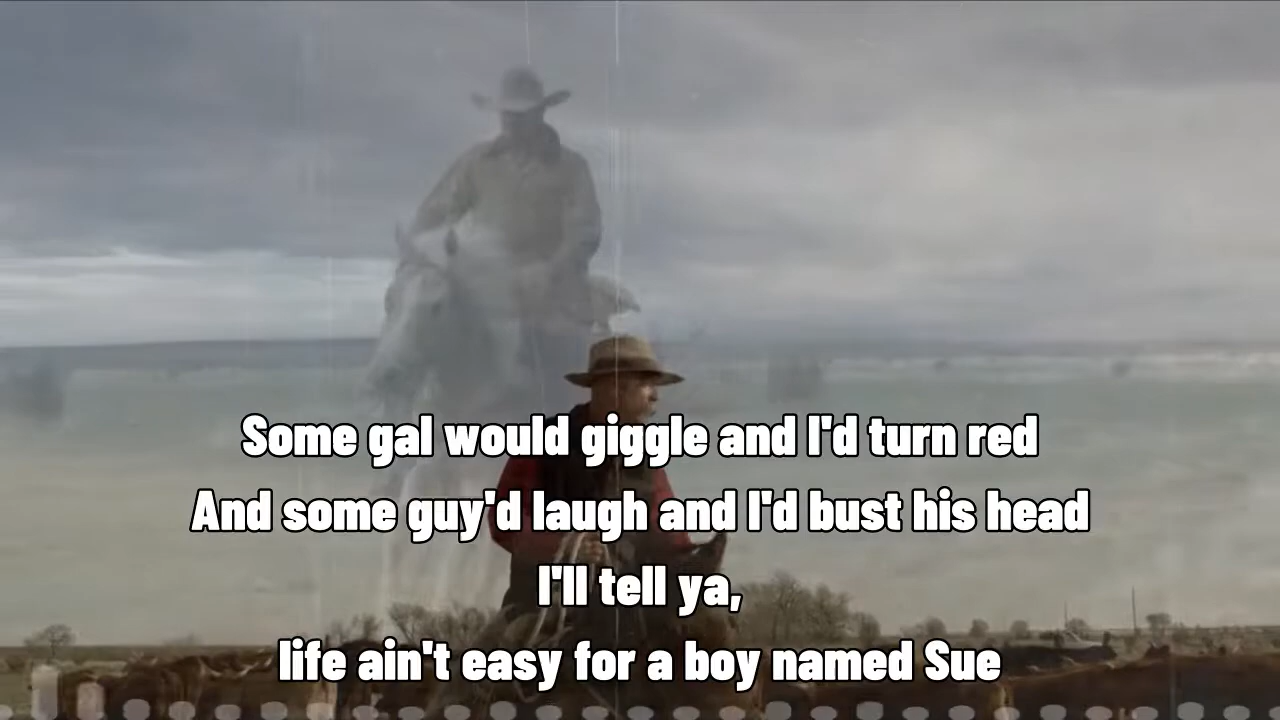 Some gal would giggle and I'd turn red
And some guy'd laugh and I'd bust his head
I'll tell ya,
life ain't easy for a boy named Sue